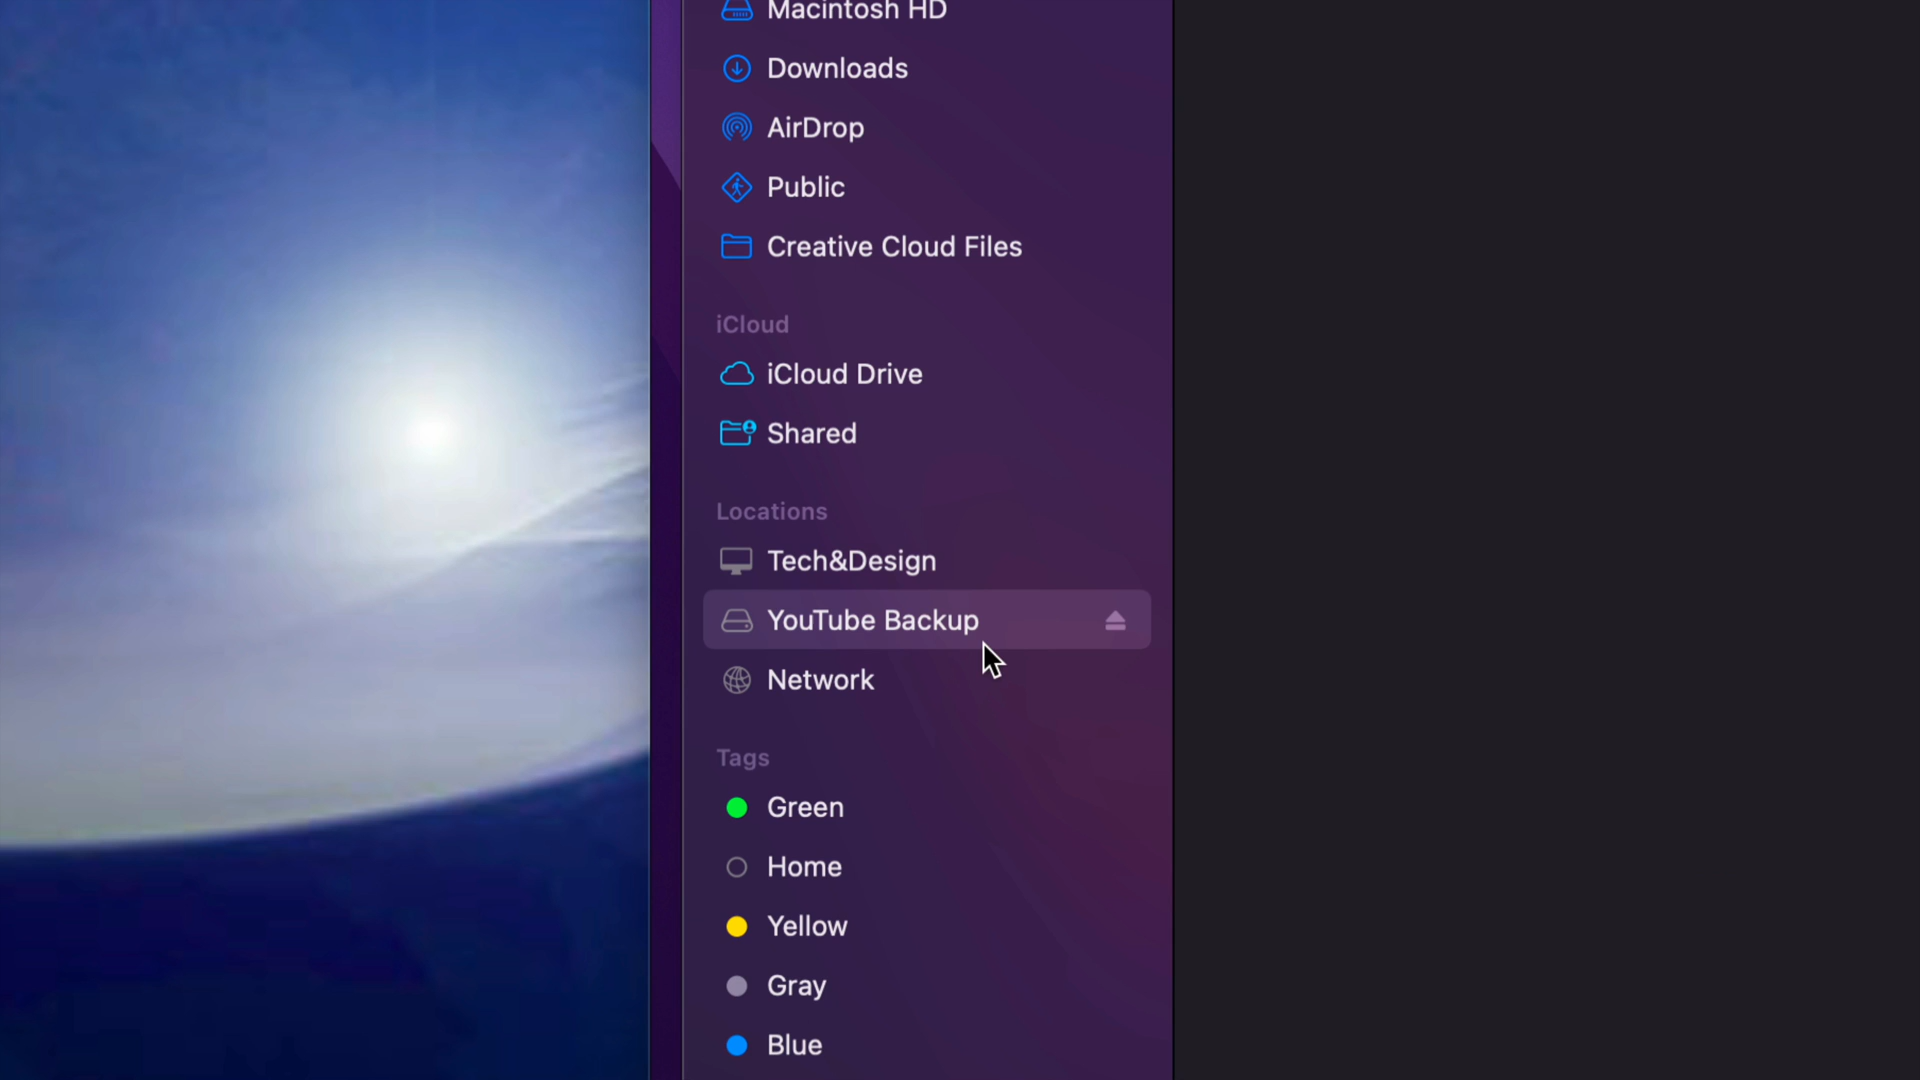 Macintosh HD
Downloads
AirDrop
Public
Creative Cloud Files
iCloud
iCloud Drive
Shared
Locations
Tech&Design
YouTube Backup
Network
Tags
Green
Home
Yellow
Gray
Blue